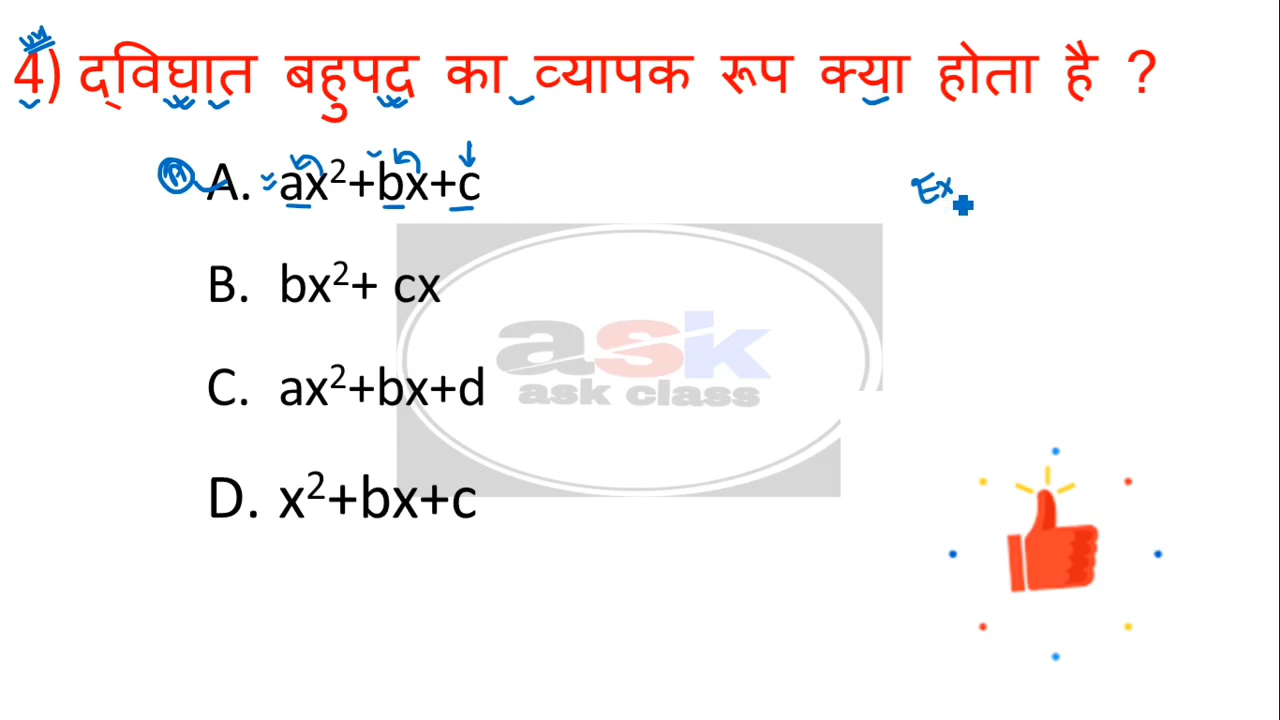 4) द्विघात बहुपद का व्यापक रूप क्या होता है ?
A. ax²+bx+c
Ex
B. bx²+ cx
ask
ask class
C. ax²+bx+d
D. x²+bx+c